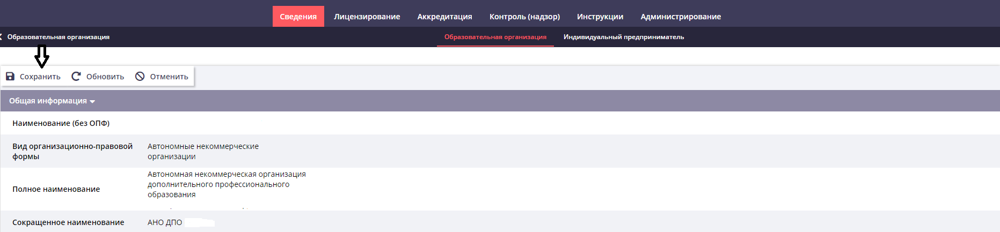 Сведения Лицензирование Аккредитация Контроль (надзор) Инструкции Администрирование
Образовательная организация Образовательная организация Индивидуальный предприниматель
Сохранить Обновить Отменить
Общая информация
Наименование (без ОПФ)
Вид организационно-правовой
формы
Автономные некоммерческие
организации
Полное наименование
Автономная некоммерческая организация
дополнительного профессионального
образования
Сокращенное наименование
АНО ДПО